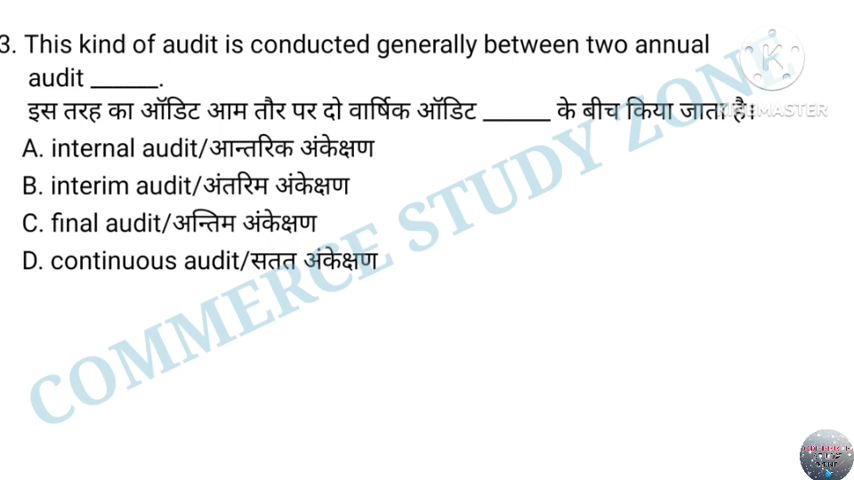 3. This kind of audit is conducted generally between two annual
audit ______.
इस तरह का ऑडिट आम तौर पर दो वार्षिक ऑडिट ______ के बीच किया जाता है।
A. internal audit/आन्तरिक अंकेक्षण
B. interim audit/अंतरिम अंकेक्षण
C. final audit/अन्तिम अंकेक्षण
D. continuous audit/सतत अंकेक्षण
COMMERCE STUDY ZONE
KINEMASTER